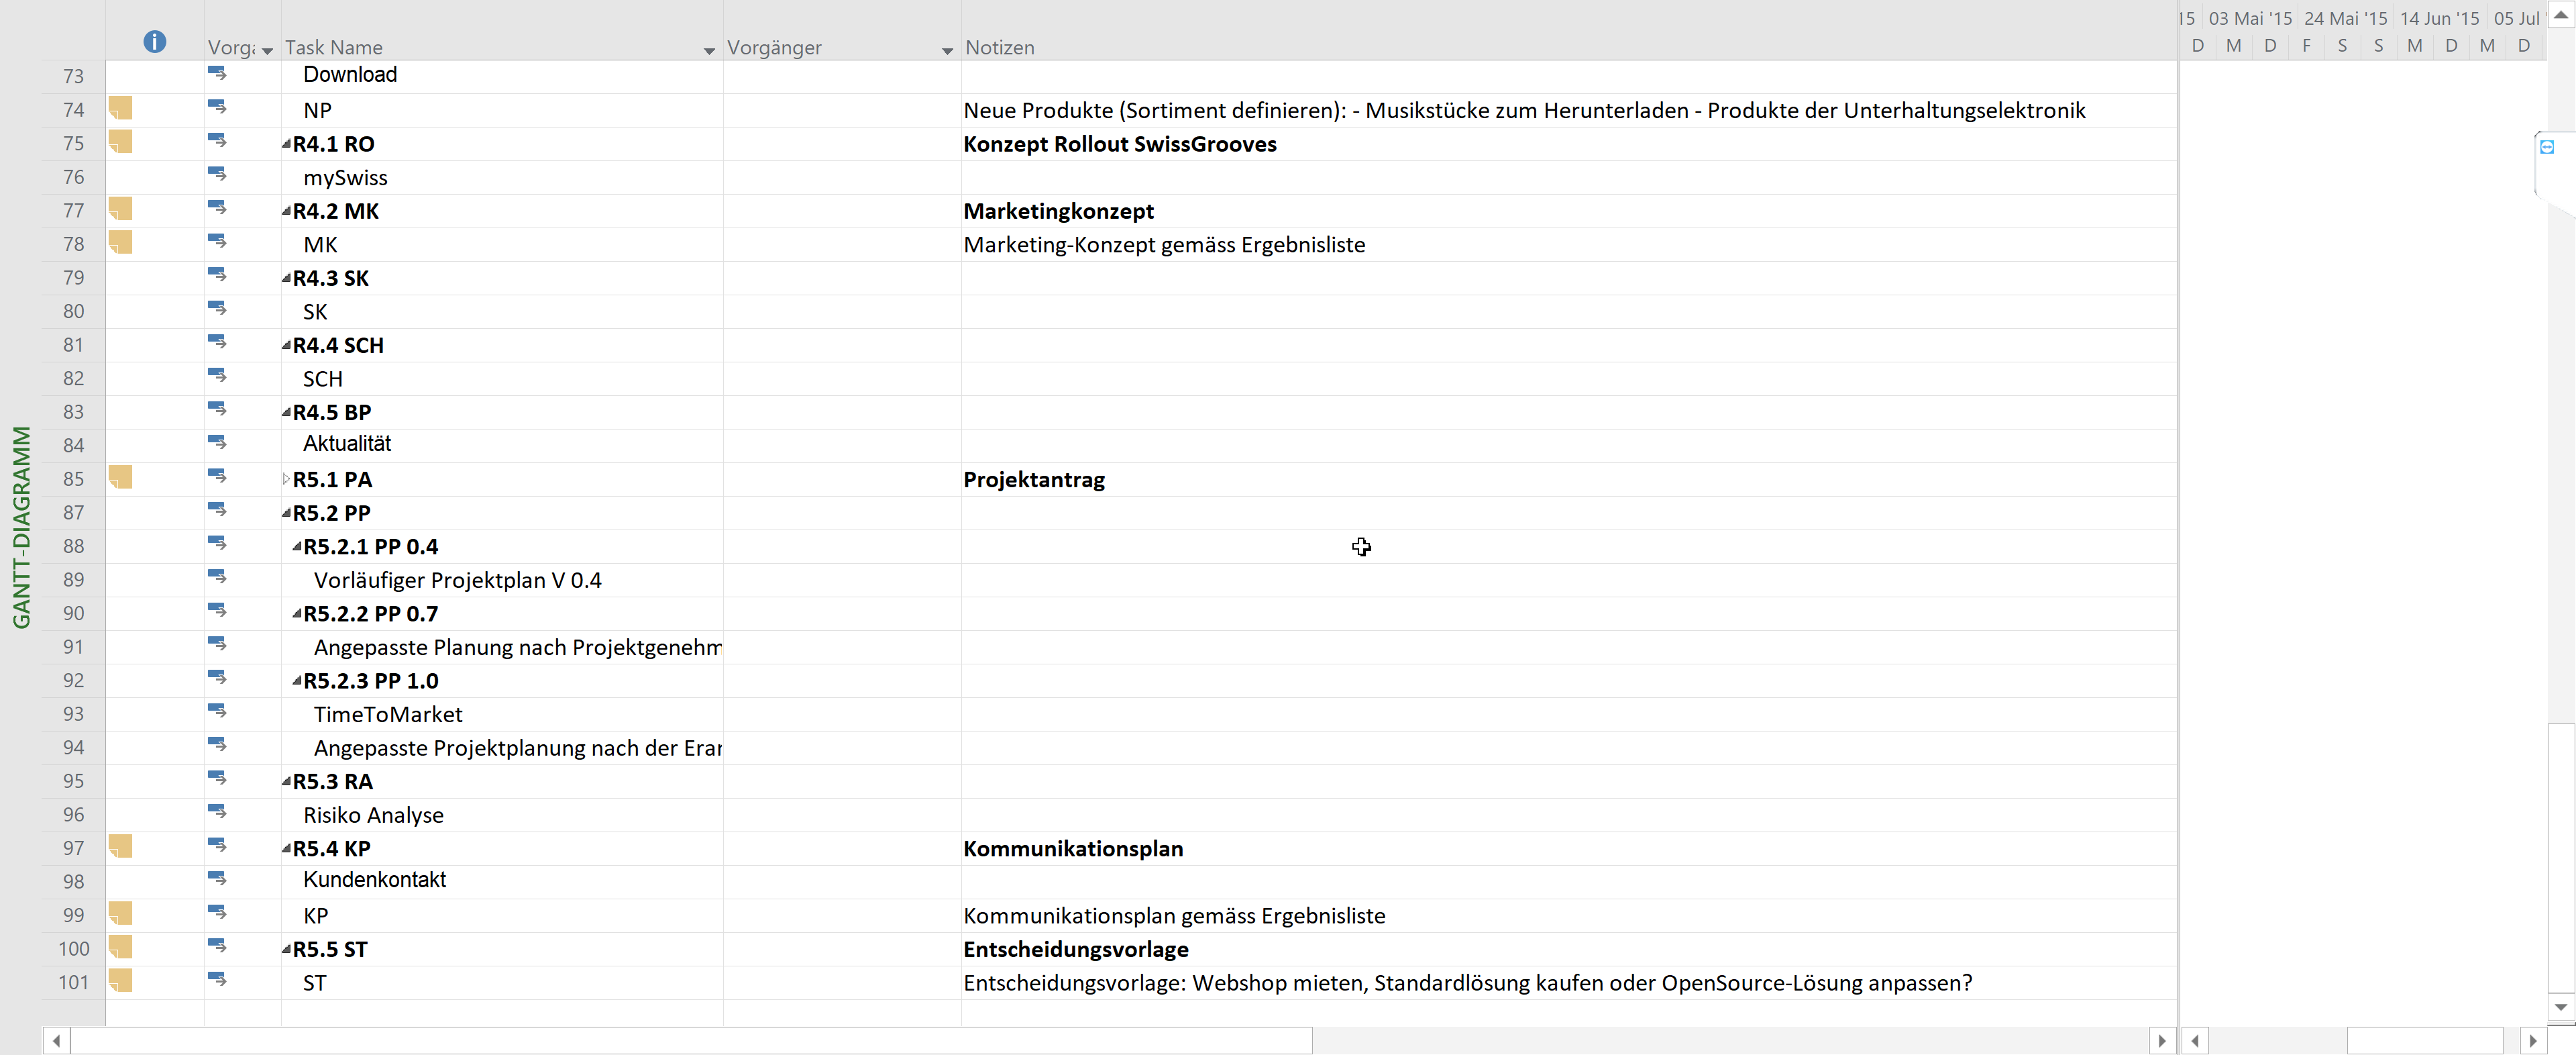 15 03 Mai '15 24 Mai '15 14 Jun '15 05 Jul '
Vorgä Task Name Vorgänger Notizen D M D F S S M D M D
73 Download
74 NP Neue Produkte (Sortiment definieren): - Musikstücke zum Herunterladen - Produkte der Unterhaltungselektronik
75 R4.1 RO Konzept Rollout SwissGrooves
76 mySwiss
77 R4.2 MK Marketingkonzept
78 MK Marketing-Konzept gemäss Ergebnisliste
79 R4.3 SK
80 SK
81 R4.4 SCH
82 SCH
83 R4.5 BP
84 Aktualität
85 R5.1 PA Projektantrag
87 R5.2 PP
88 R5.2.1 PP 0.4
89 Vorläufiger Projektplan V 0.4
90 R5.2.2 PP 0.7
91 Angepasste Planung nach Projektgenehm
92 R5.2.3 PP 1.0
93 TimeToMarket
94 Angepasste Projektplanung nach der Erar
95 R5.3 RA
96 Risiko Analyse
97 R5.4 KP Kommunikationsplan
98 Kundenkontakt
99 KP Kommunikationsplan gemäss Ergebnisliste
100 R5.5 ST Entscheidungsvorlage
101 ST Entscheidungsvorlage: Webshop mieten, Standardlösung kaufen oder OpenSource-Lösung anpassen?
GANTT-DIAGRAMM